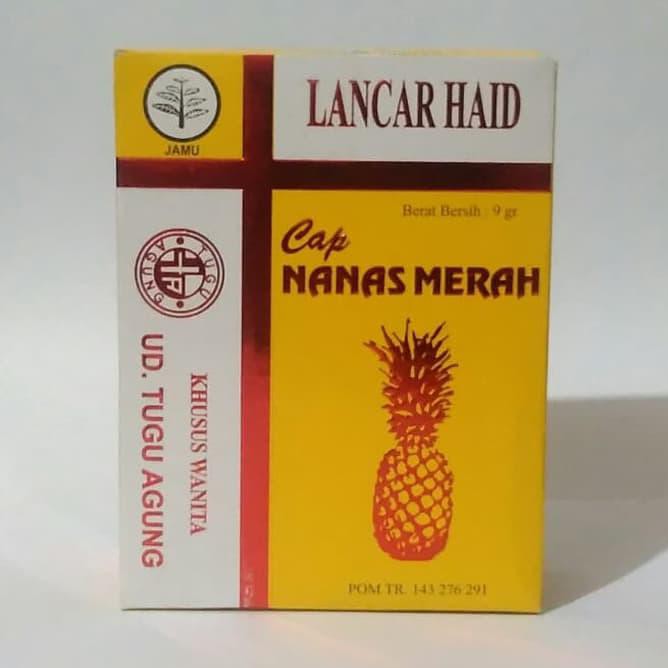 JAMU
LANCAR HAID
Berat Bersih : 9 gr
Cap
NANAS MERAH
TUGU
AGUNG
KHUSUS WANITA
UD. TUGU AGUNG
POM TR. 143 276 291